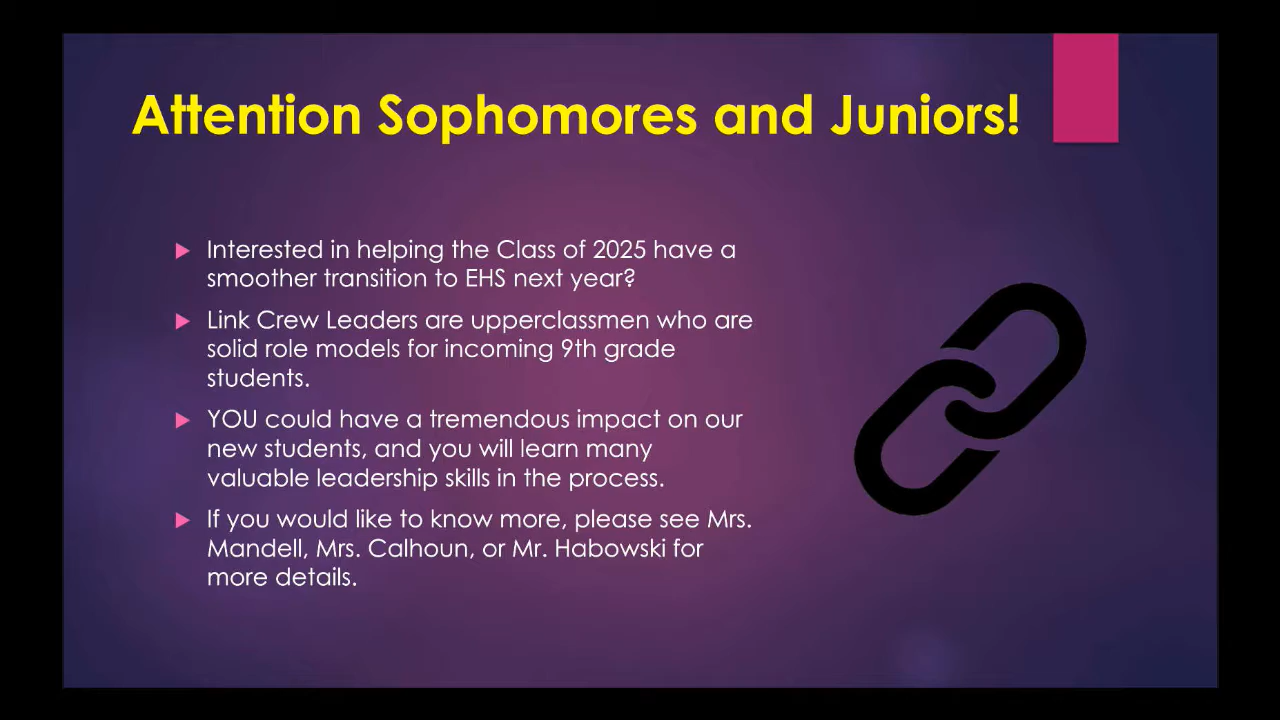 Attention Sophomores and Juniors!
Interested in helping the Class of 2025 have a
smoother transition to EHS next year?
Link Crew Leaders are upperclassmen who are
solid role models for incoming 9th grade
students.
YOU could have a tremendous impact on our
new students, and you will learn many
valuable leadership skills in the process.
If you would like to know more, please see Mrs.
Mandell, Mrs. Calhoun, or Mr. Habowski for
more details.